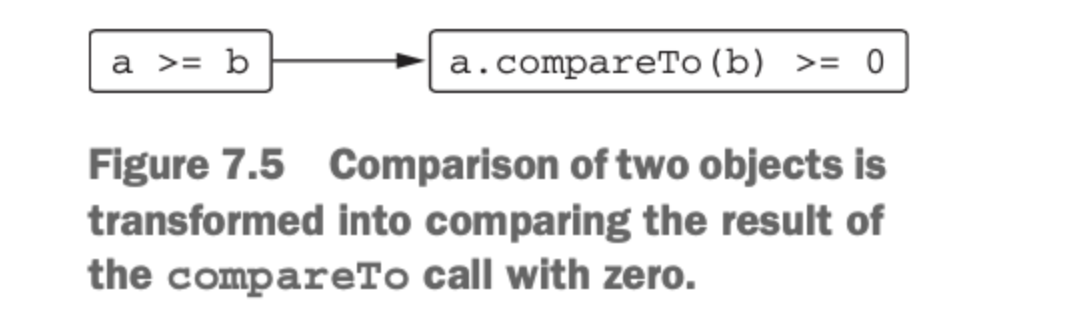 a >= b
a.compareTo(b) >= 0
Figure 7.5 Comparison of two objects is
transformed into comparing the result of
the compareTo call with zero.